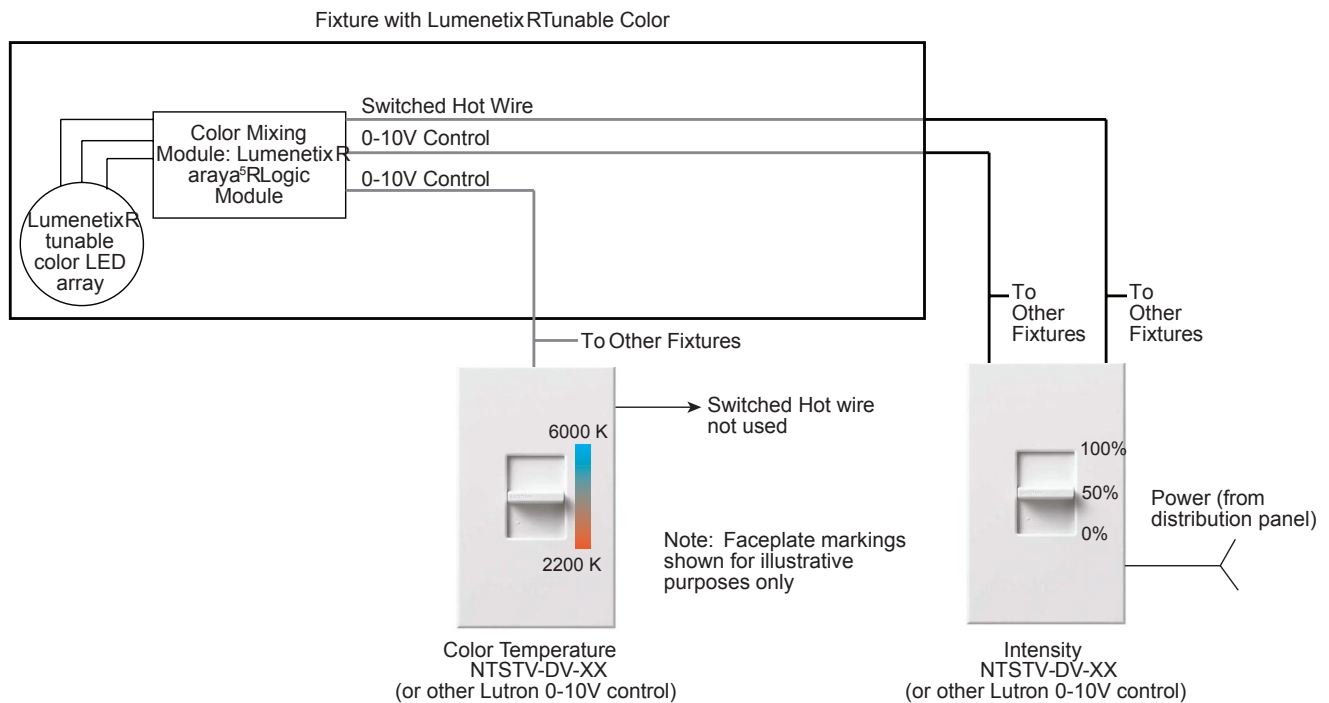 Fixture with LumenetixRTunable Color
Switched Hot Wire
0-10V Control
0-10V Control
Color Mixing
Module: LumenetixR
araya⁵RLogic
Module
LumenetixR
tunable
color LED
array
To
Other
Fixtures
To
Other
Fixtures
To Other Fixtures
Switched Hot wire
not used
6000 K
2200 K
100%
50%
0%
Power (from
distribution panel)
Note: Faceplate markings
shown for illustrative
purposes only
Color Temperature
NTSTV-DV-XX
(or other Lutron 0-10V control)
Intensity
NTSTV-DV-XX
(or other Lutron 0-10V control)